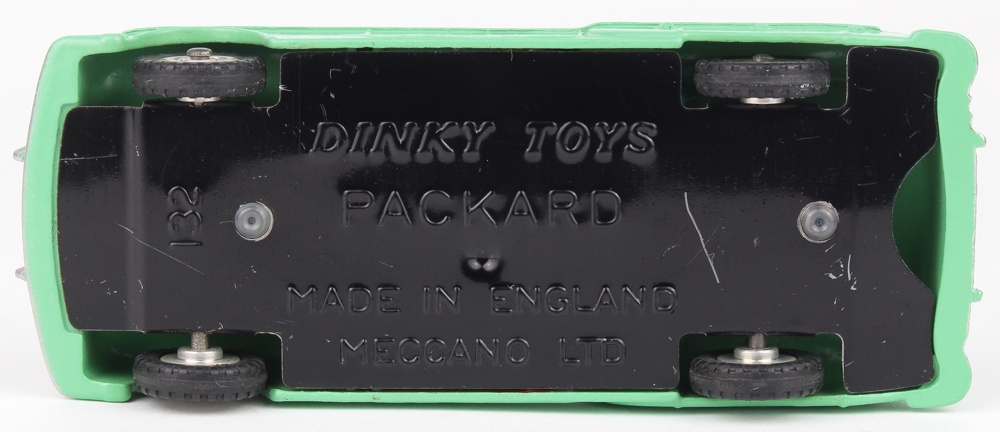 DINKY TOYS
PACKARD
132
MADE IN ENGLAND
MECCANO LTD